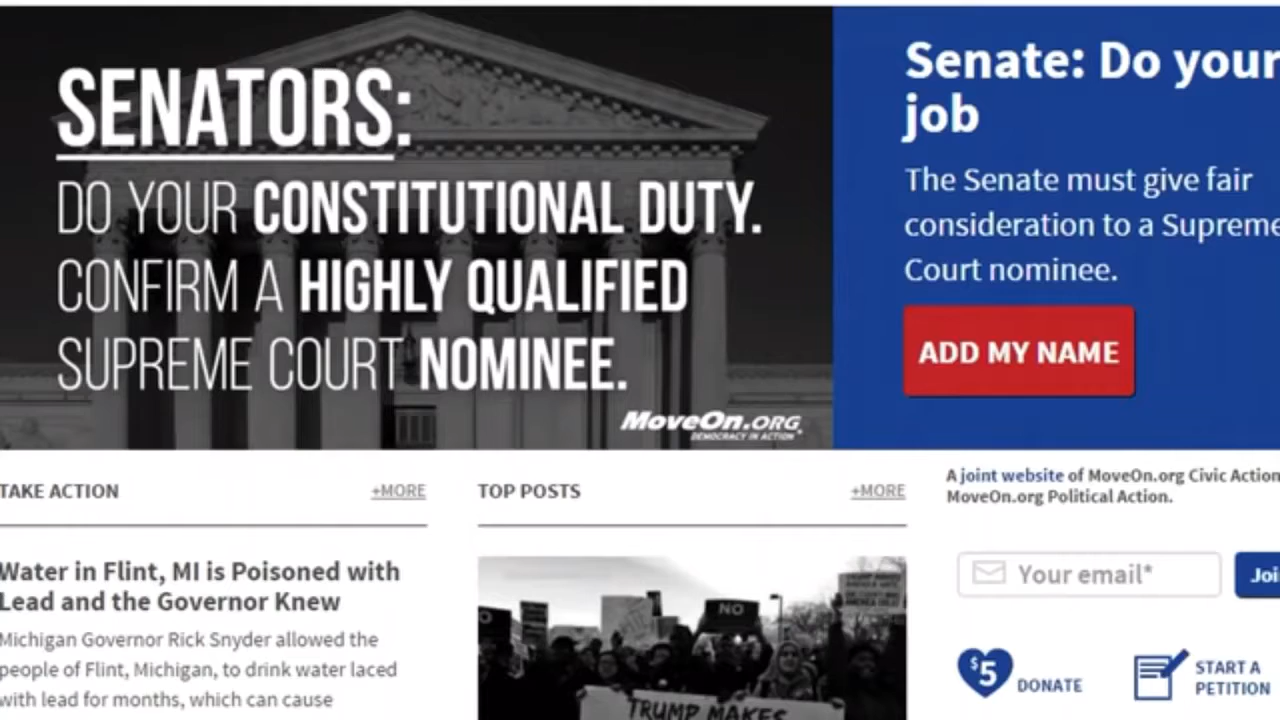 SENATORS:
DO YOUR CONSTITUTIONAL DUTY.
CONFIRM A HIGHLY QUALIFIED
SUPREME COURT NOMINEE.
MoveOn.ORG
DEMOCRACY IN ACTION
Senate: Do your
job
The Senate must give fair
consideration to a Supreme
Court nominee.
ADD MY NAME
TAKE ACTION
+MORE
Water in Flint, MI is Poisoned with
Lead and the Governor Knew
Michigan Governor Rick Snyder allowed the
people of Flint, Michigan, to drink water laced
with lead for months, which can cause
TOP POSTS
+MORE
NO
TRUMP MAKES
A joint website of MoveOn.org Civic Action
MoveOn.org Political Action.
Your email*
Joi
$5
DONATE
START A
PETITION